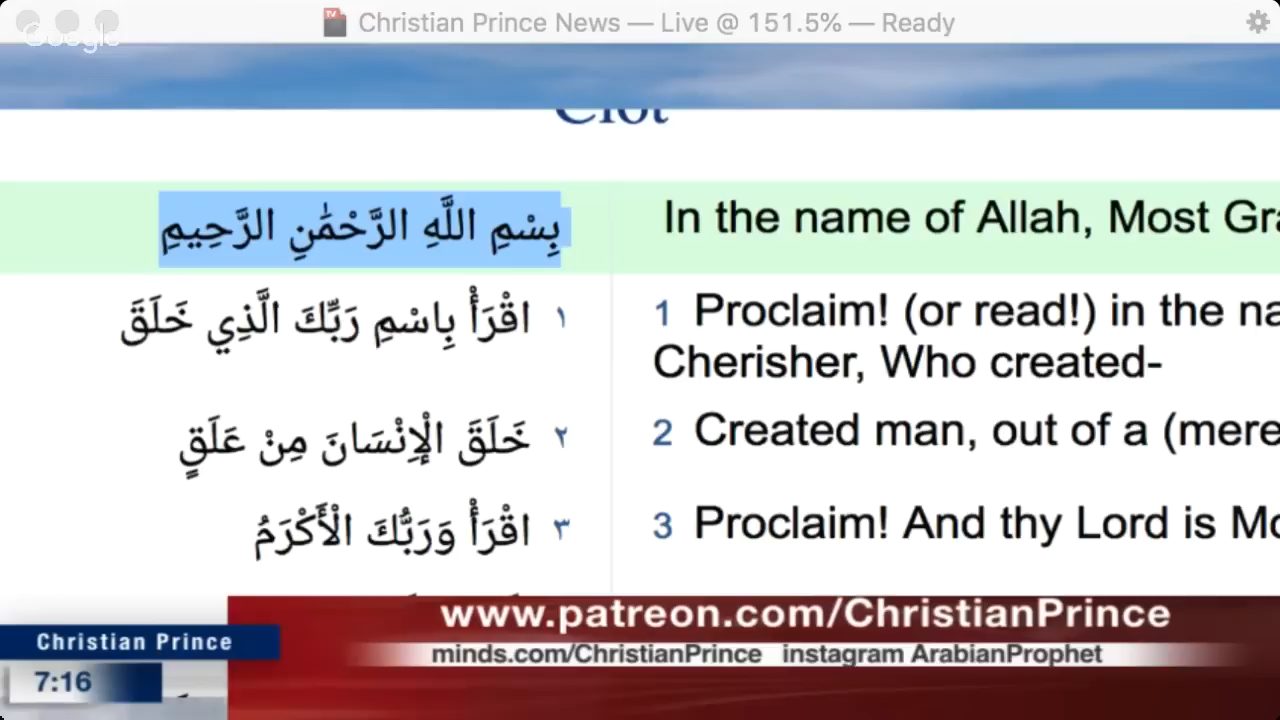 Christian Prince News — Live @ 151.5% — Ready
Google
Clot
بِسْمِ اللَّهِ الرَّحْمَٰنِ الرَّحِيمِ
In the name of Allah, Most
١ اقْرَأْ بِاسْمِ رَبِّكَ الَّذِي خَلَقَ
1 Proclaim! (or read!) in the
Cherisher, Who created-
٢ خَلَقَ الْإِنْسَانَ مِنْ عَلَقٍ
2 Created man, out of a (mere
٣ اقْرَأْ وَرَبُّكَ الْأَكْرَمُ
3 Proclaim! And thy Lord is
www.patreon.com/ChristianPrince
Christian Prince
minds.com/ChristianPrince instagram ArabianProphet
7:16